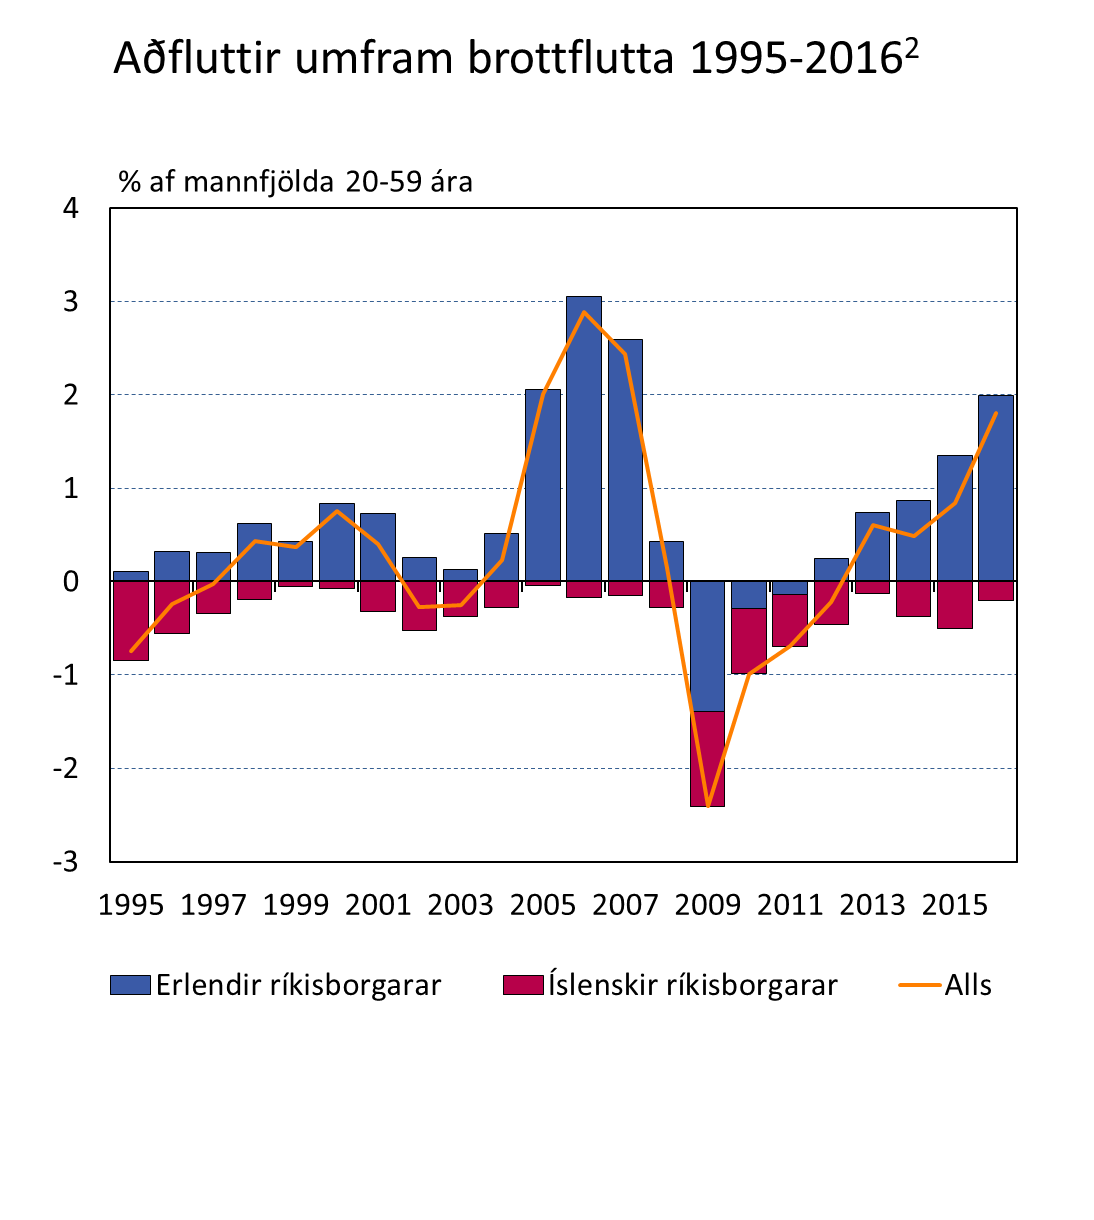 Aðfluttir umfram brottflutta 1995-2016²
% af mannfjölda 20-59 ára
4
3
2
1
0
-1
-2
-3
1995 1997 1999 2001 2003 2005 2007 2009 2011 2013 2015
Erlendir ríkisborgarar Íslenskir ríkisborgarar Alls